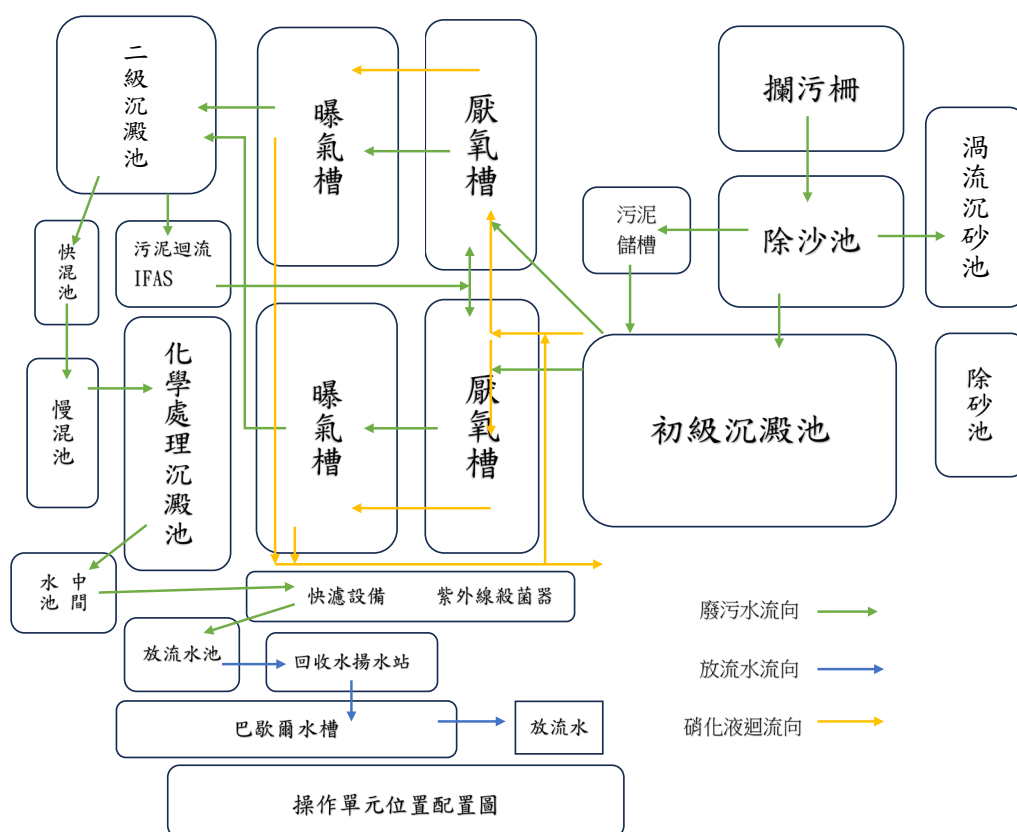 二級沉澱池
曝氣槽
厭氧槽
攔污柵
渦流沉砂池
污泥
儲槽
除沙池
快混池
污泥迴流
IFAS
化學處理沉澱池
慢混池
曝氣槽
厭氧槽
初級沉澱池
除砂池
水 中
池 間
快濾設備 紫外線殺菌器
廢污水流向
放流水池
回收水揚水站
放流水流向
巴歇爾水槽
放流水
硝化液迴流向
操作單元位置配置圖